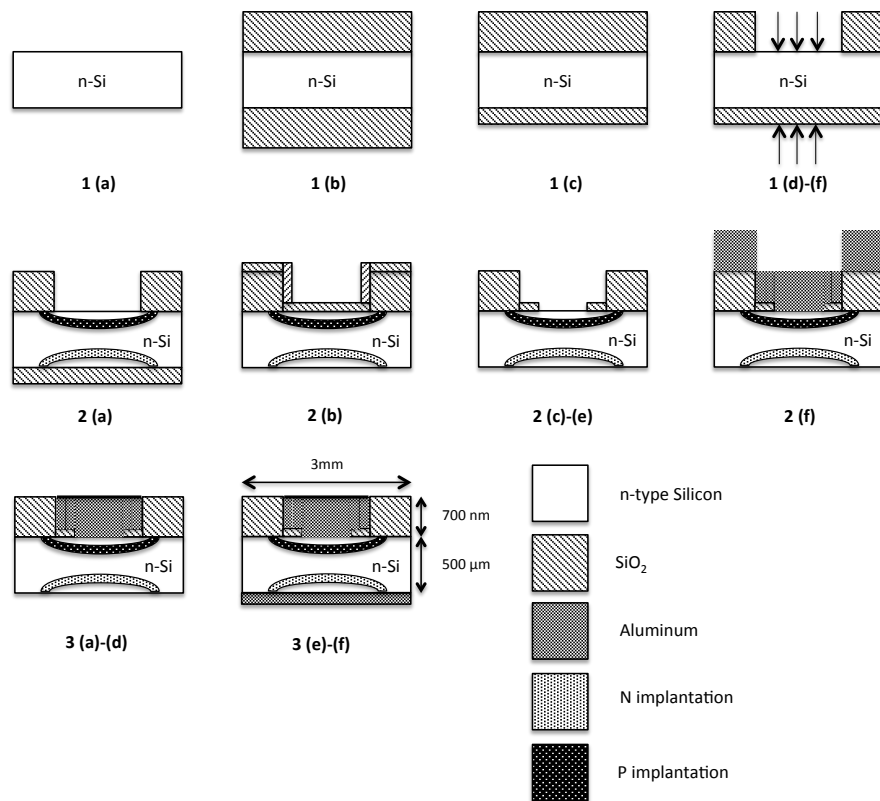 n-Si
n-Si
n-Si
n-Si
1 (a)
1 (b)
1 (c)
1 (d)-(f)
n-Si
n-Si
n-Si
n-Si
2 (a)
2 (b)
2 (c)-(e)
2 (f)
3mm
700 nm
n-Si
n-Si
500 μm
3 (a)-(d)
3 (e)-(f)
n-type Silicon
SiO2
Aluminum
N implantation
P implantation